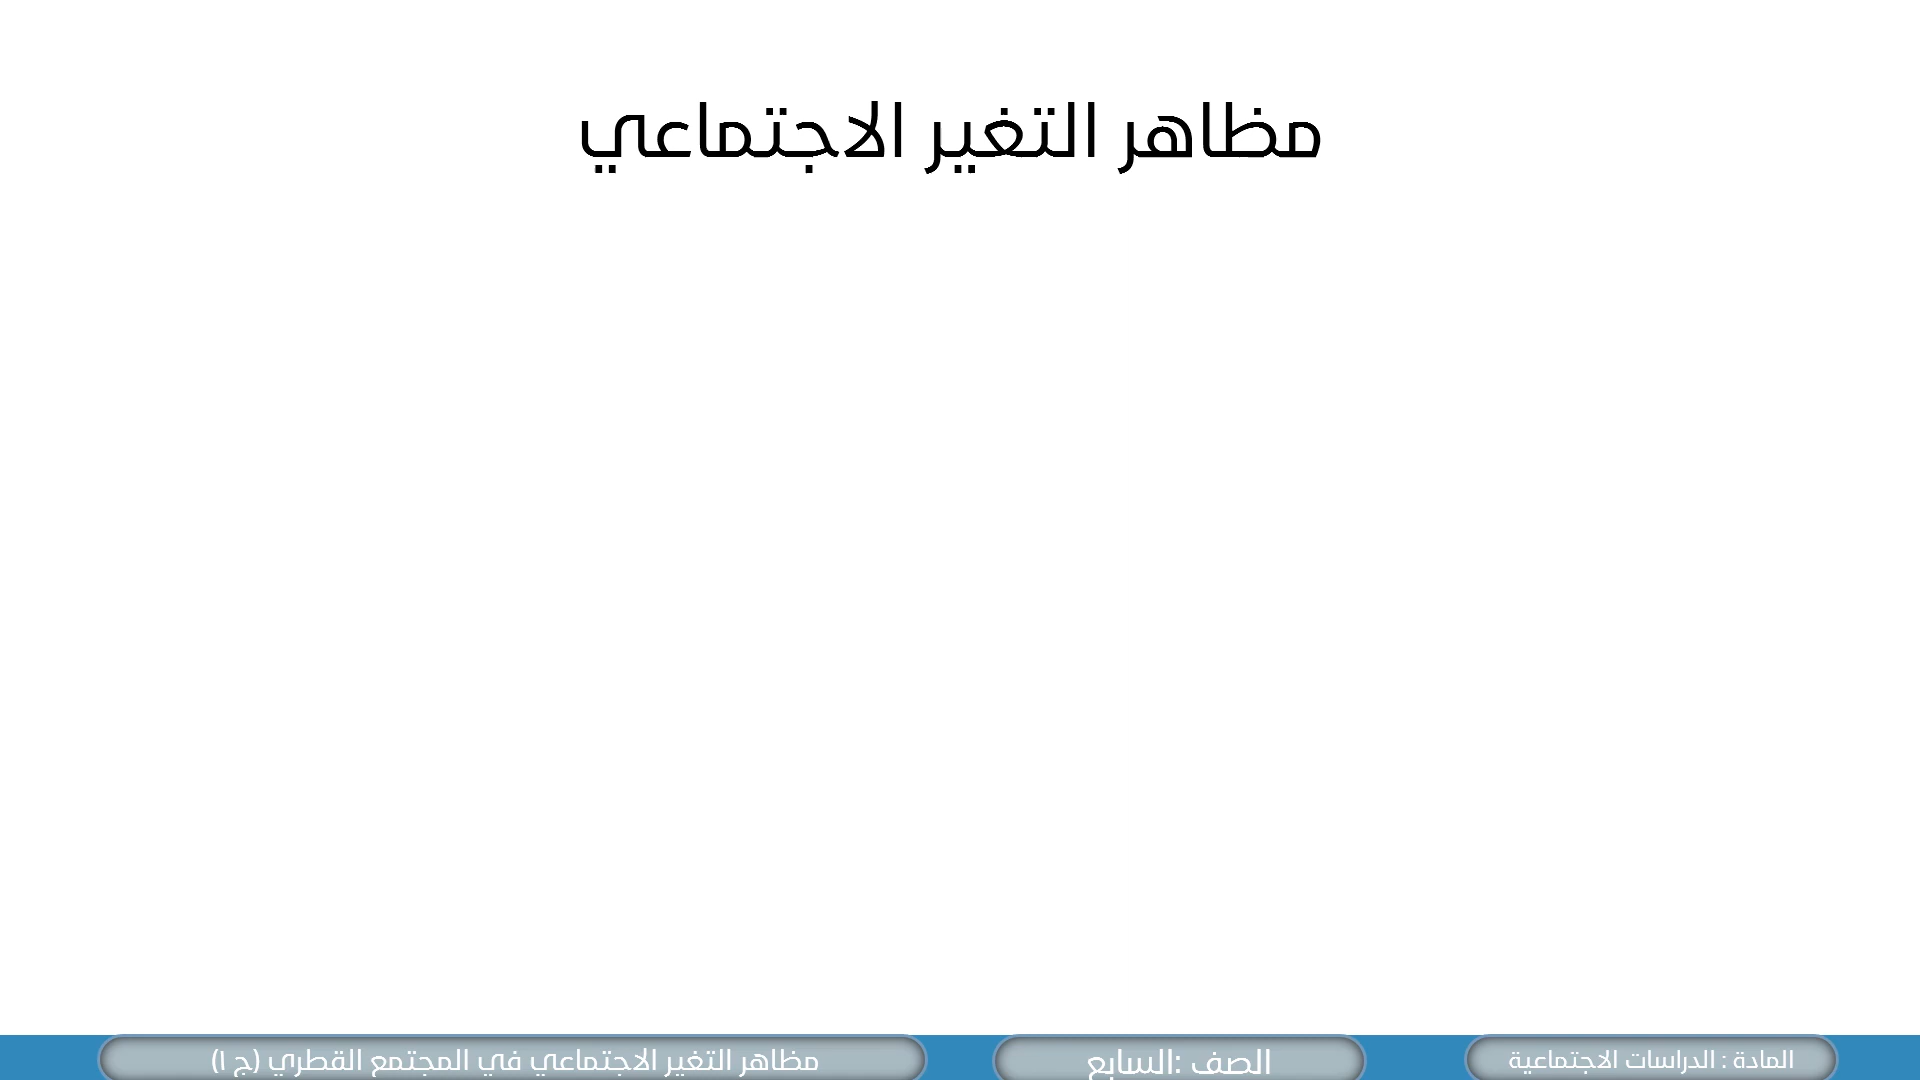 مظاهر التغير الاجتماعي
المادة : الدراسات الاجتماعية
الصف :السابع
مظاهر التغير الاجتماعي في المجتمع القطري (ج ١)